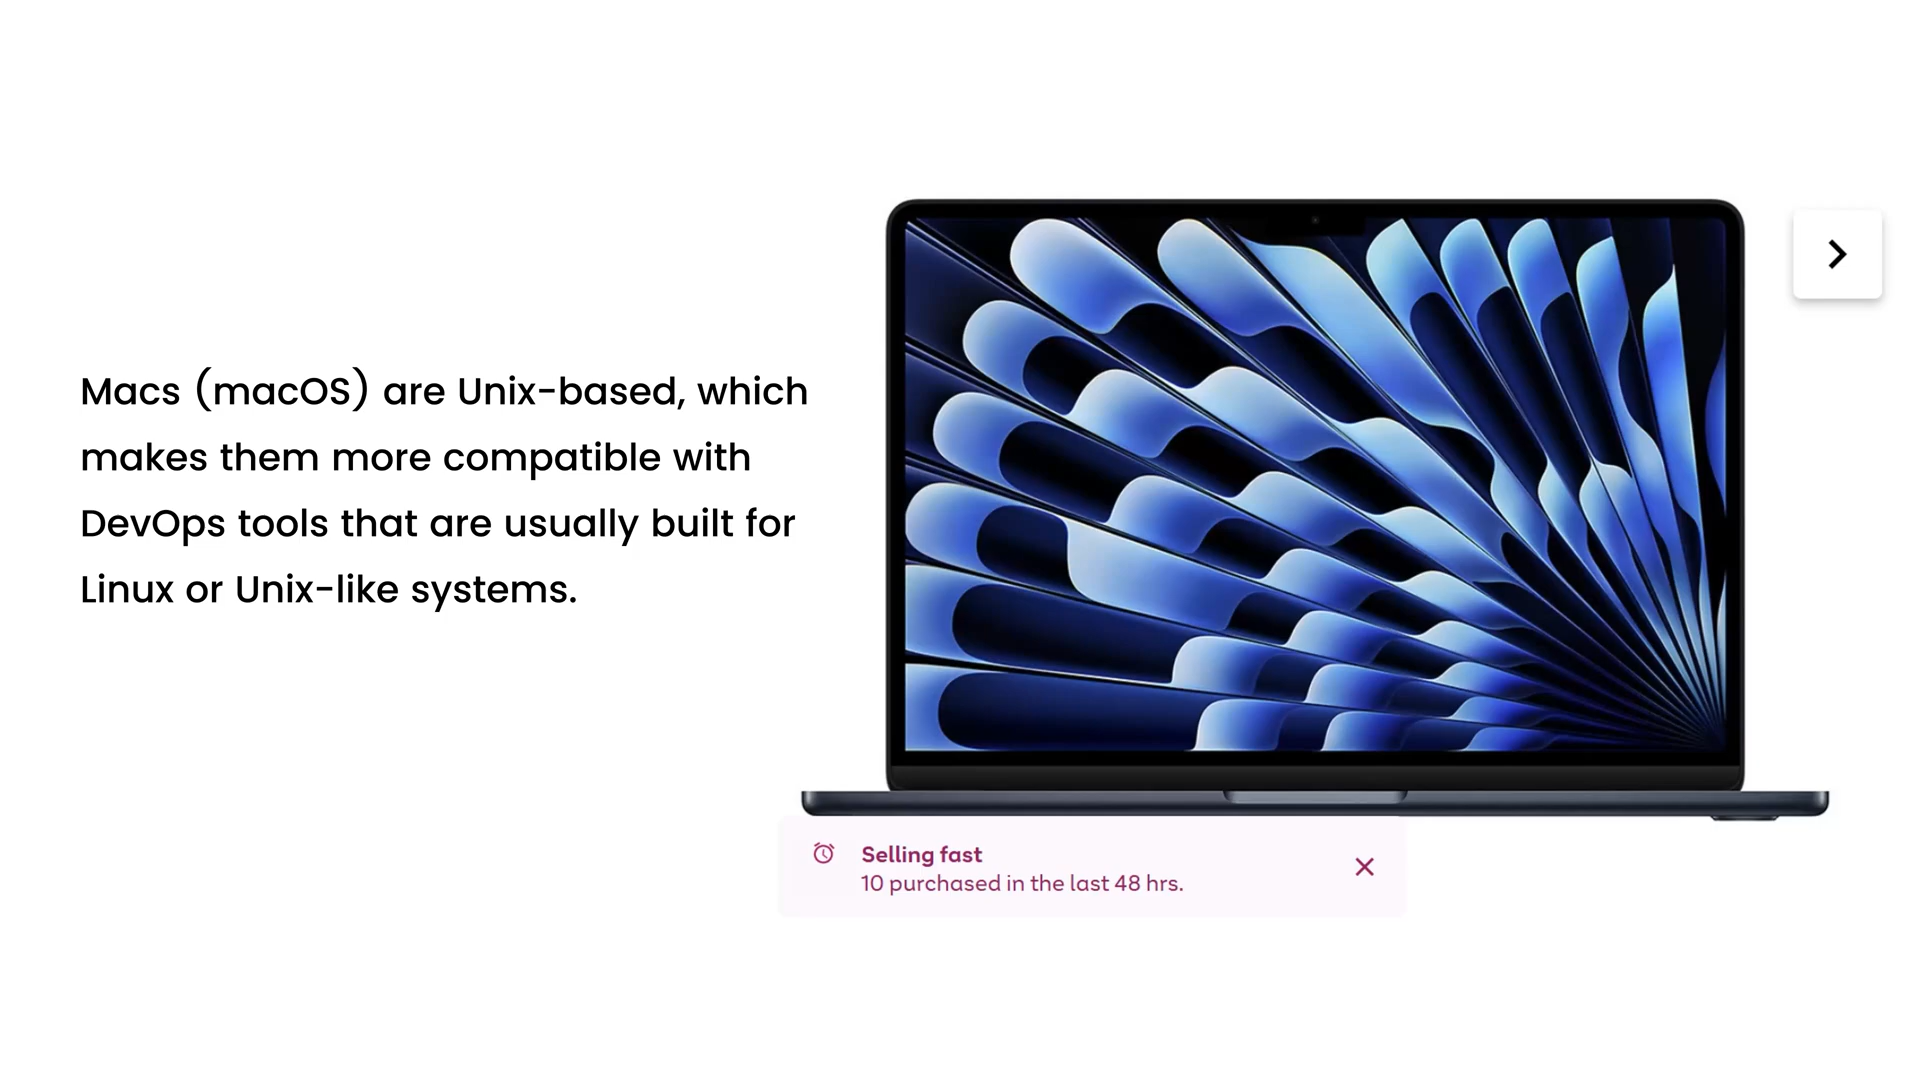 Macs (macOS) are Unix-based, which
makes them more compatible with
DevOps tools that are usually built for
Linux or Unix-like systems.
Selling fast
10 purchased in the last 48 hrs.